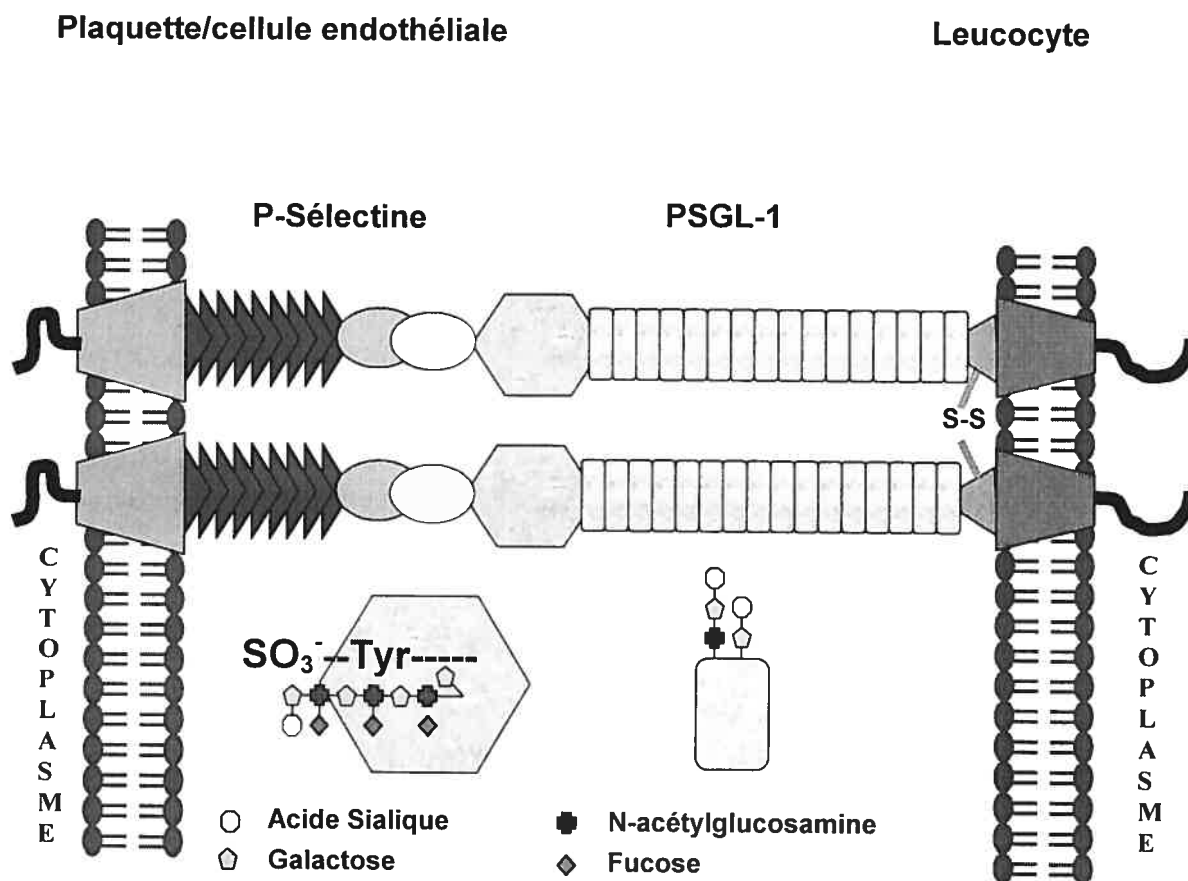 Plaquette/cellule endothéliale
Leucocyte
P-Sélectine
PSGL-1
S-S
CYTOPLASME
CYTOPLASME
SO₃⁻--Tyr-----
Acide Sialique
N-acétylglucosamine
Galactose
Fucose